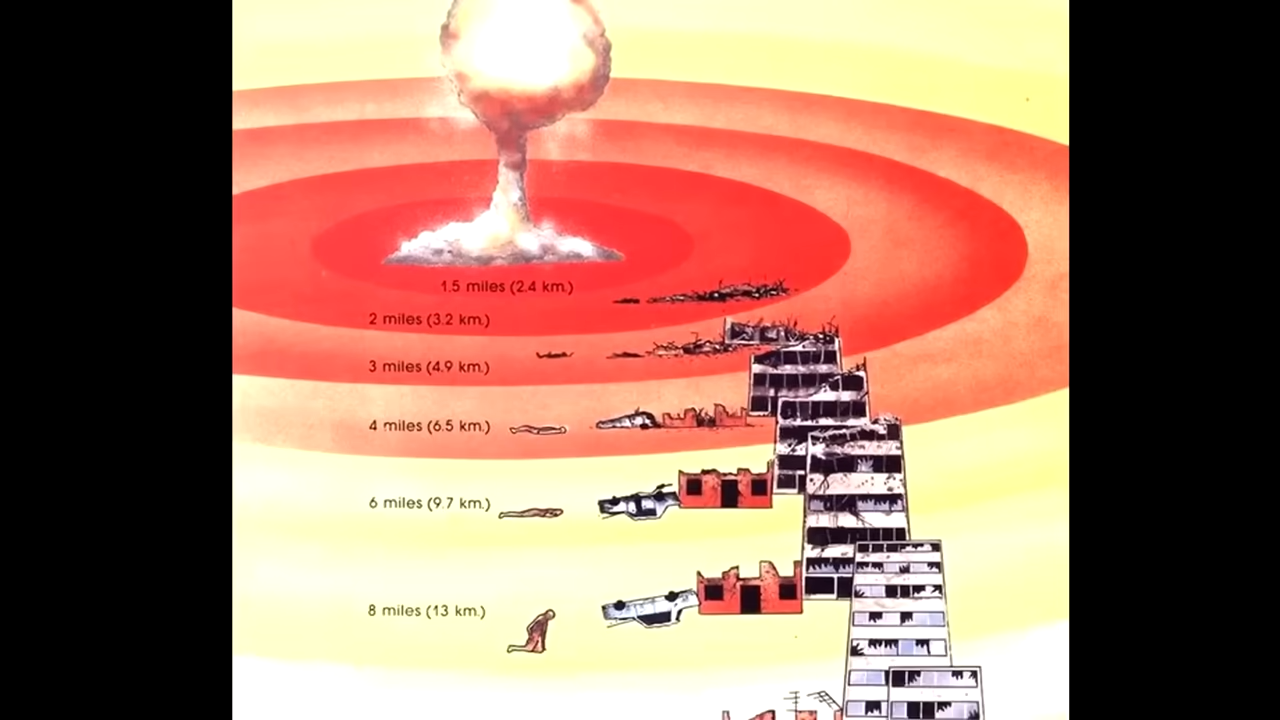 1.5 miles (2.4 km.)
2 miles (3.2 km.)
3 miles (4.9 km.)
4 miles (6.5 km.)
6 miles (9.7 km.)
8 miles (13 km.)